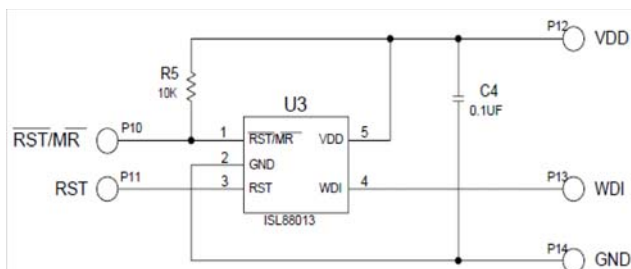 P12 VDD
R5
10K
C4
0.1UF
U3
RST/MR P10 1 RST/MR VDD 5
2 GND
RST P11 3 RST WDI 4 P13 WDI
ISL88013
P14 GND